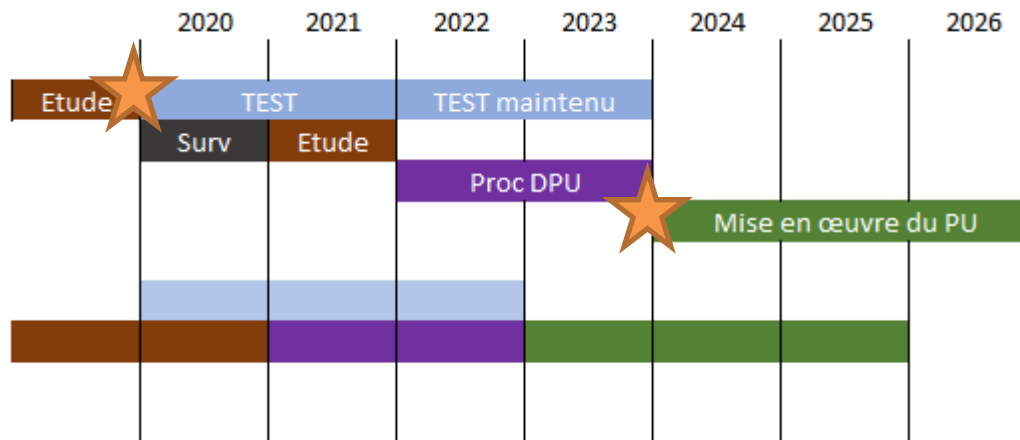 2020 2021 2022 2023 2024 2025 2026
Etude TEST TEST maintenu
Surv Etude
Proc DPU
Mise en œuvre du PU